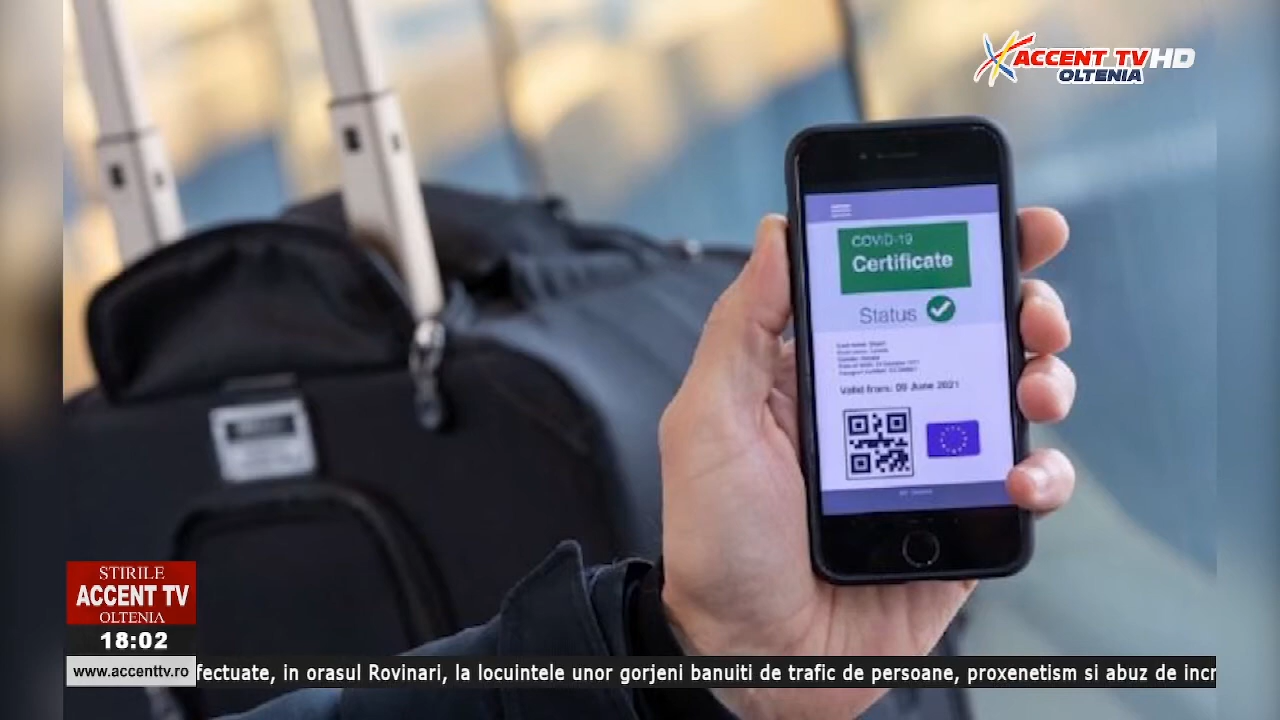 ACCENT TV HD
OLTENIA
COVID-19
Certificate
Status
Valid from: 09 June 2021
STIRILE
ACCENT TV
OLTENIA
18:02
www.accenttv.ro
fectuate, in orasul Rovinari, la locuintele unor gorjeni banuiti de trafic de persoane, proxenetism si abuz de incr